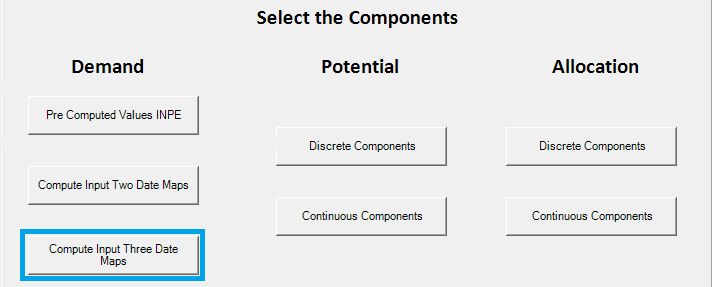 Select the Components
Demand
Potential
Allocation
Pre Computed Values INPE
Discrete Components
Discrete Components
Compute Input Two Date Maps
Continuous Components
Continuous Components
Compute Input Three Date
Maps